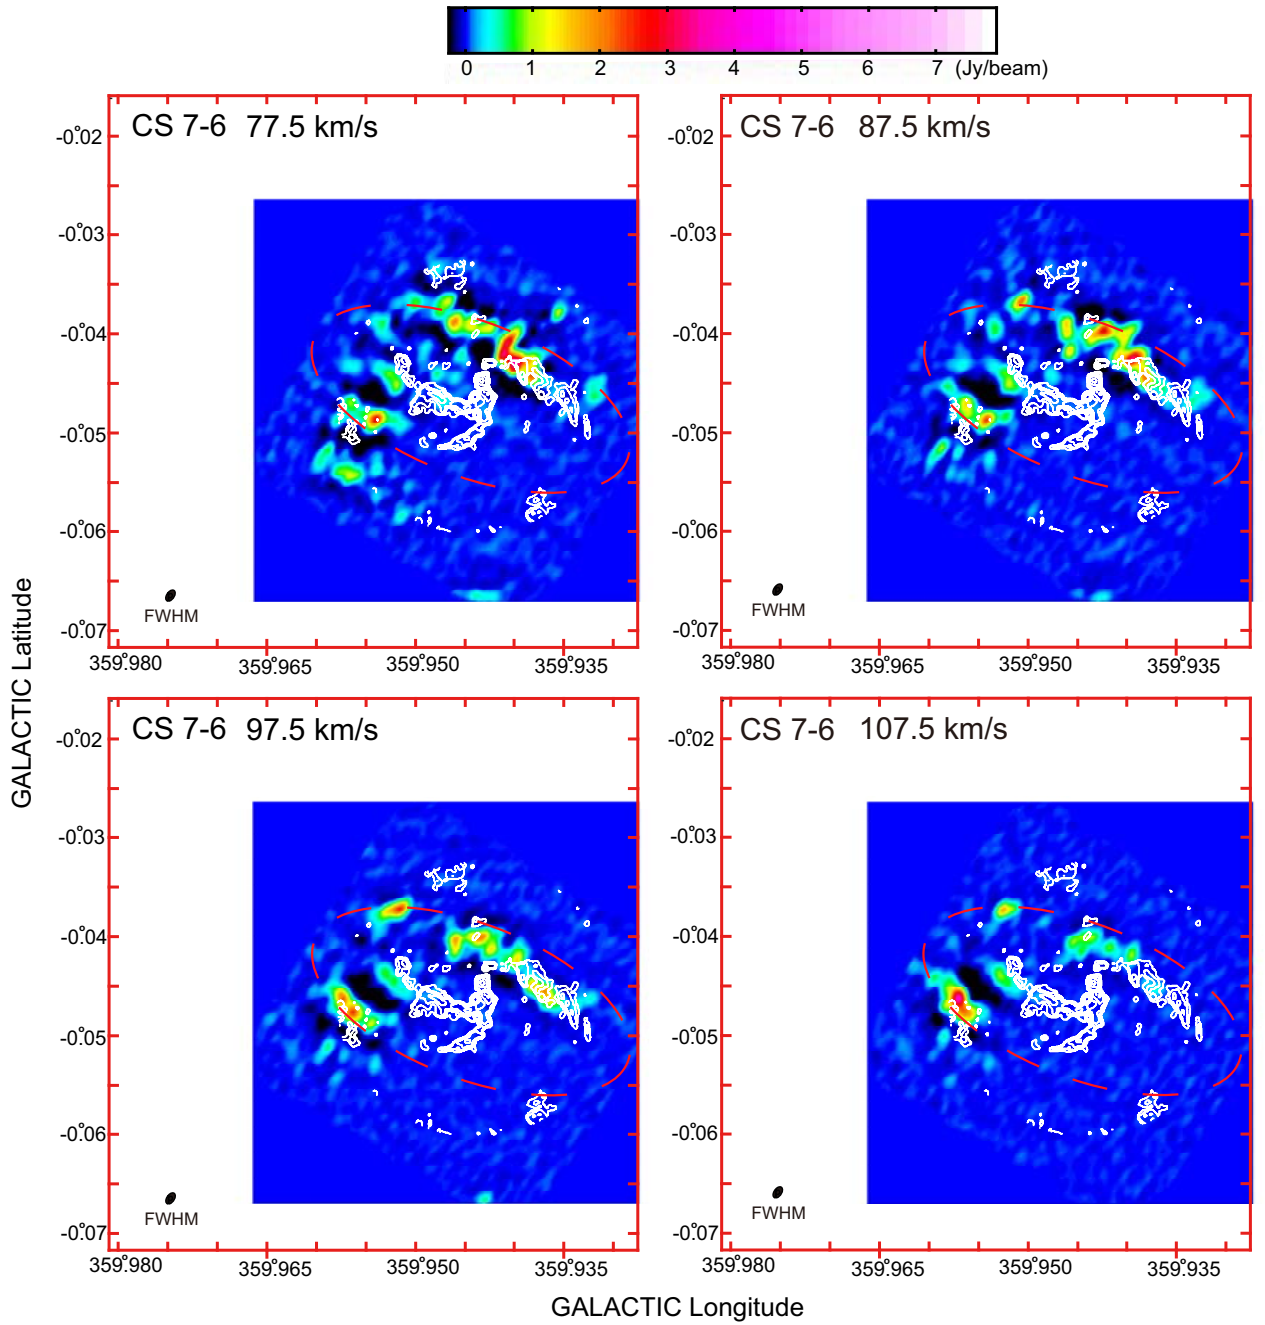 0 1 2 3 4 5 6 7 (Jy/beam)
CS 7-6 77.5 km/s
-0°.02
-0°.03
-0°.04
-0°.05
-0°.06
-0°.07
FWHM
359°.980 359°.965 359°.950 359°.935
CS 7-6 87.5 km/s
-0°.02
-0°.03
-0°.04
-0°.05
-0°.06
-0°.07
FWHM
359°.980 359°.965 359°.950 359°.935
GALACTIC Latitude
CS 7-6 97.5 km/s
-0°.02
-0°.03
-0°.04
-0°.05
-0°.06
-0°.07
FWHM
359°.980 359°.965 359°.950 359°.935
CS 7-6 107.5 km/s
-0°.02
-0°.03
-0°.04
-0°.05
-0°.06
-0°.07
FWHM
359°.980 359°.965 359°.950 359°.935
GALACTIC Longitude